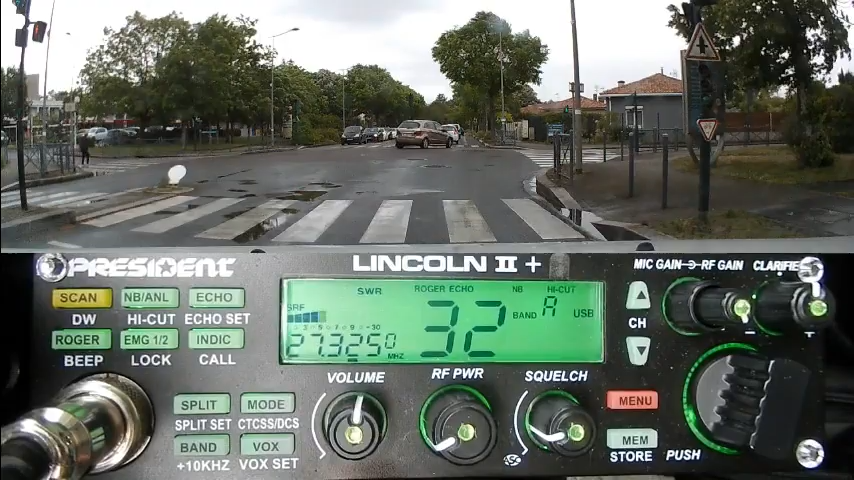 PRESIDENT
LINCOLN II +
MIC GAIN RF GAIN CLARIFIER
SCAN NB/ANL ECHO
DW HI-CUT ECHO SET
ROGER EMG 1/2 INDIC
BEEP LOCK CALL
SWR ROGER ECHO NB HI-CUT
SRF
32 BAND A USB
27.3250 MHZ
CH
VOLUME RF PWR SQUELCH
SPLIT MODE
SPLIT SET CTCSS/DCS
BAND VOX
+10KHZ VOX SET
ASC
MENU
MEM
STORE PUSH
- +